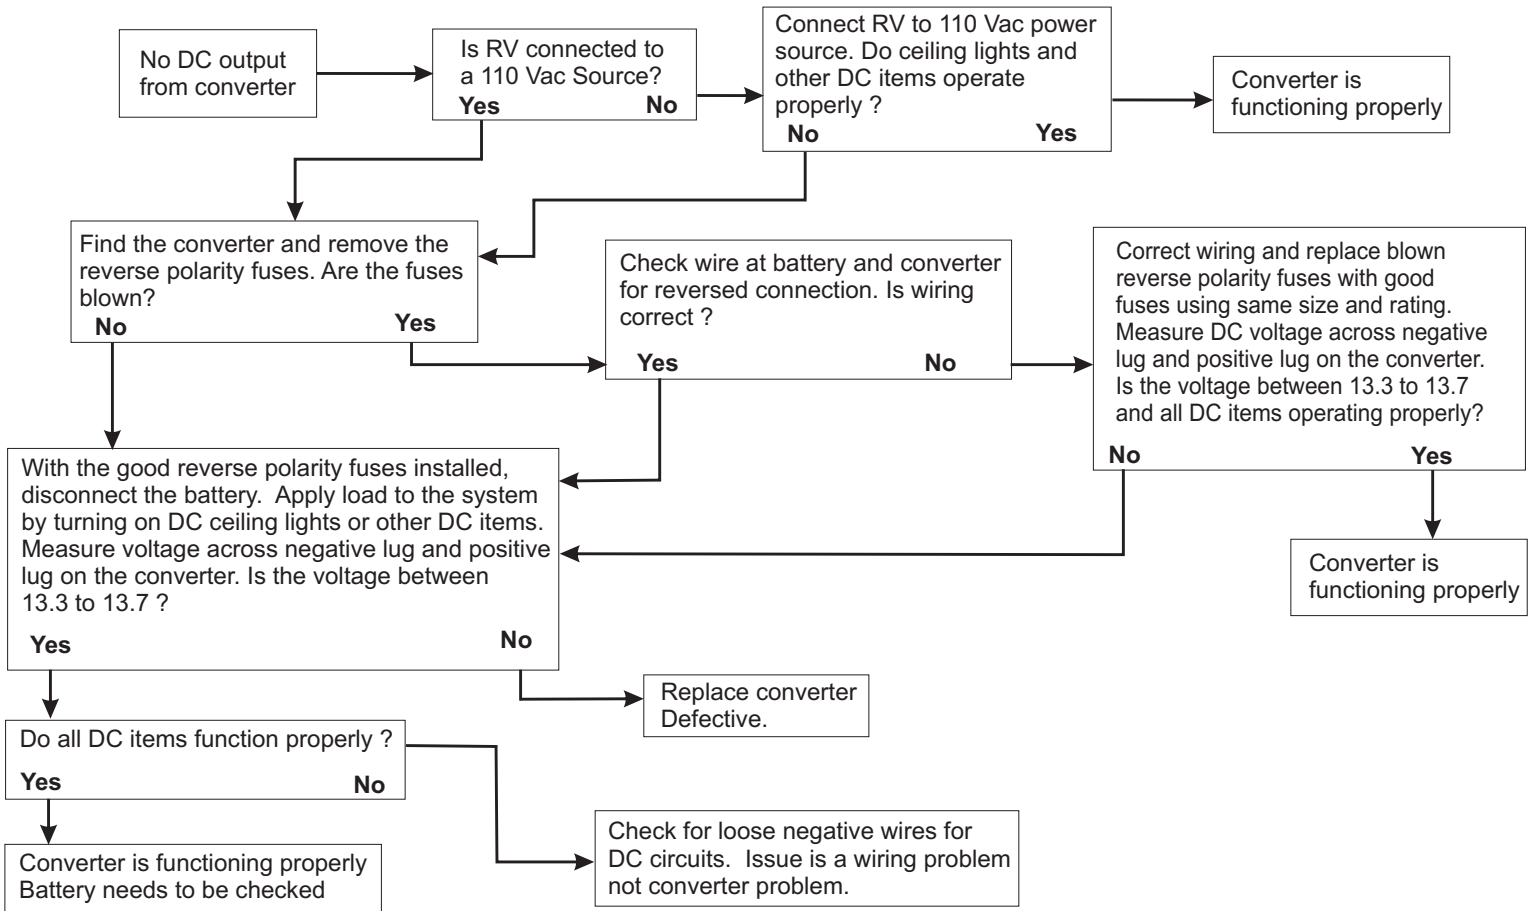 No DC output
from converter
Is RV connected to
a 110 Vac Source?
Yes No
Connect RV to 110 Vac power
source. Do ceiling lights and
other DC items operate
properly ?
No Yes
Converter is
functioning properly
Find the converter and remove the
reverse polarity fuses. Are the fuses
blown?
No Yes
Check wire at battery and converter
for reversed connection. Is wiring
correct ?
Yes No
Correct wiring and replace blown
reverse polarity fuses with good
fuses using same size and rating.
Measure DC voltage across negative
lug and positive lug on the converter.
Is the voltage between 13.3 to 13.7
and all DC items operating properly?
No Yes
With the good reverse polarity fuses installed,
disconnect the battery. Apply load to the system
by turning on DC ceiling lights or other DC items.
Measure voltage across negative lug and positive
lug on the converter. Is the voltage between
13.3 to 13.7 ?
Yes No
Converter is
functioning properly
Replace converter
Defective.
Do all DC items function properly ?
Yes No
Check for loose negative wires for
DC circuits. Issue is a wiring problem
not converter problem.
Converter is functioning properly
Battery needs to be checked